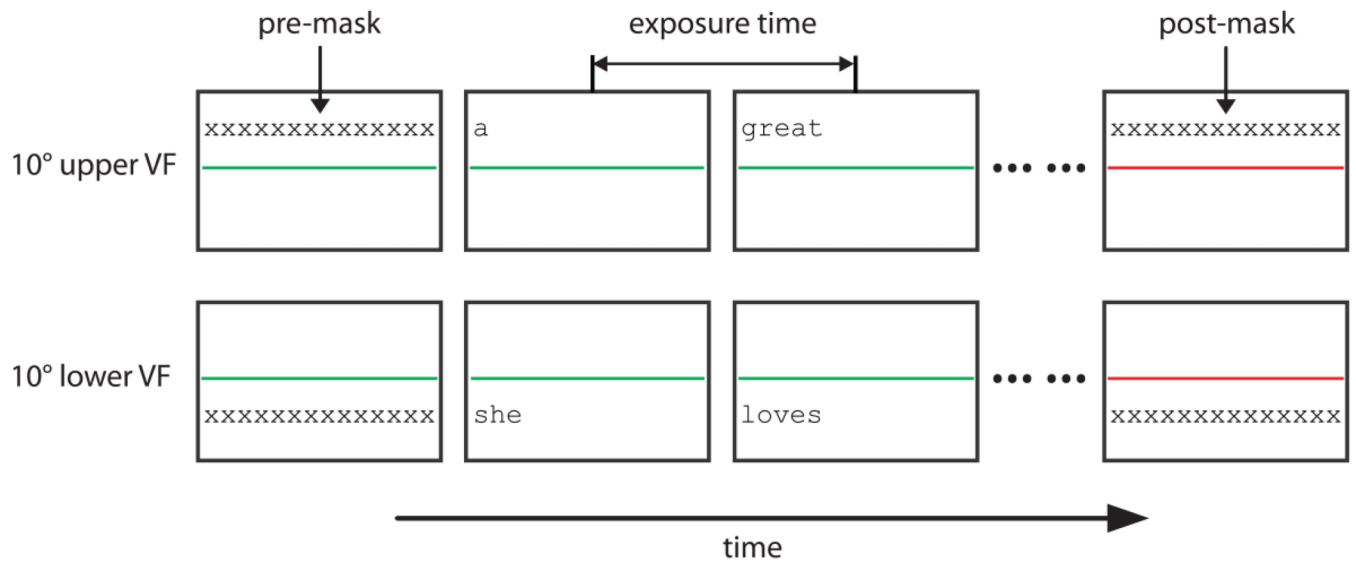 pre-mask exposure time post-mask
xxxxxxxxxxxxxx a great xxxxxxxxxxxxxx
10° upper VF
10° lower VF
xxxxxxxxxxxxxx she loves xxxxxxxxxxxxxx
time